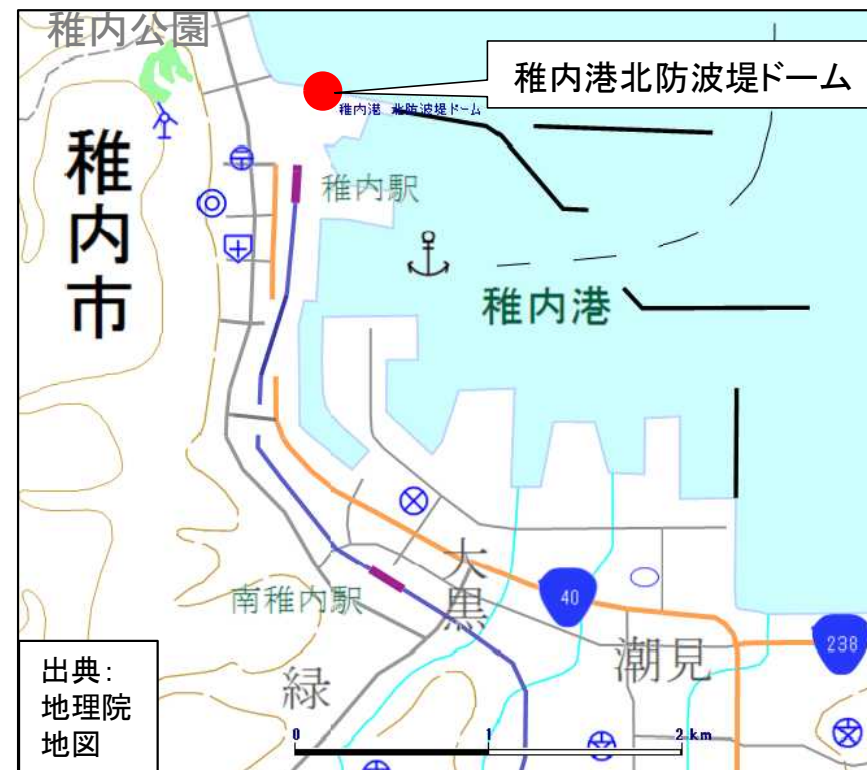 稚内公園
稚内港北防波堤ドーム
稚内港 北防波堤ドーム
稚内市
稚内駅
稚内港
南稚内駅
大黒
40
潮見
238
緑
出典：
地理院
地図
0 1 2 km